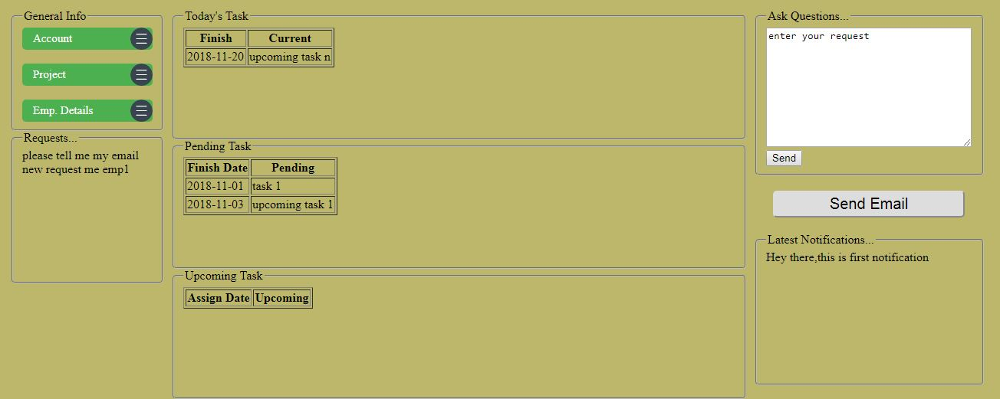 General Info
Account
Project
Emp. Details
Requests...
please tell me my email
new request me emp1
Today's Task
Finish Current
2018-11-20 upcoming task n
Pending Task
Finish Date Pending
2018-11-01 task 1
2018-11-03 upcoming task 1
Upcoming Task
Assign Date Upcoming
Ask Questions...
enter your request
Send
Send Email
Latest Notifications...
Hey there,this is first notification